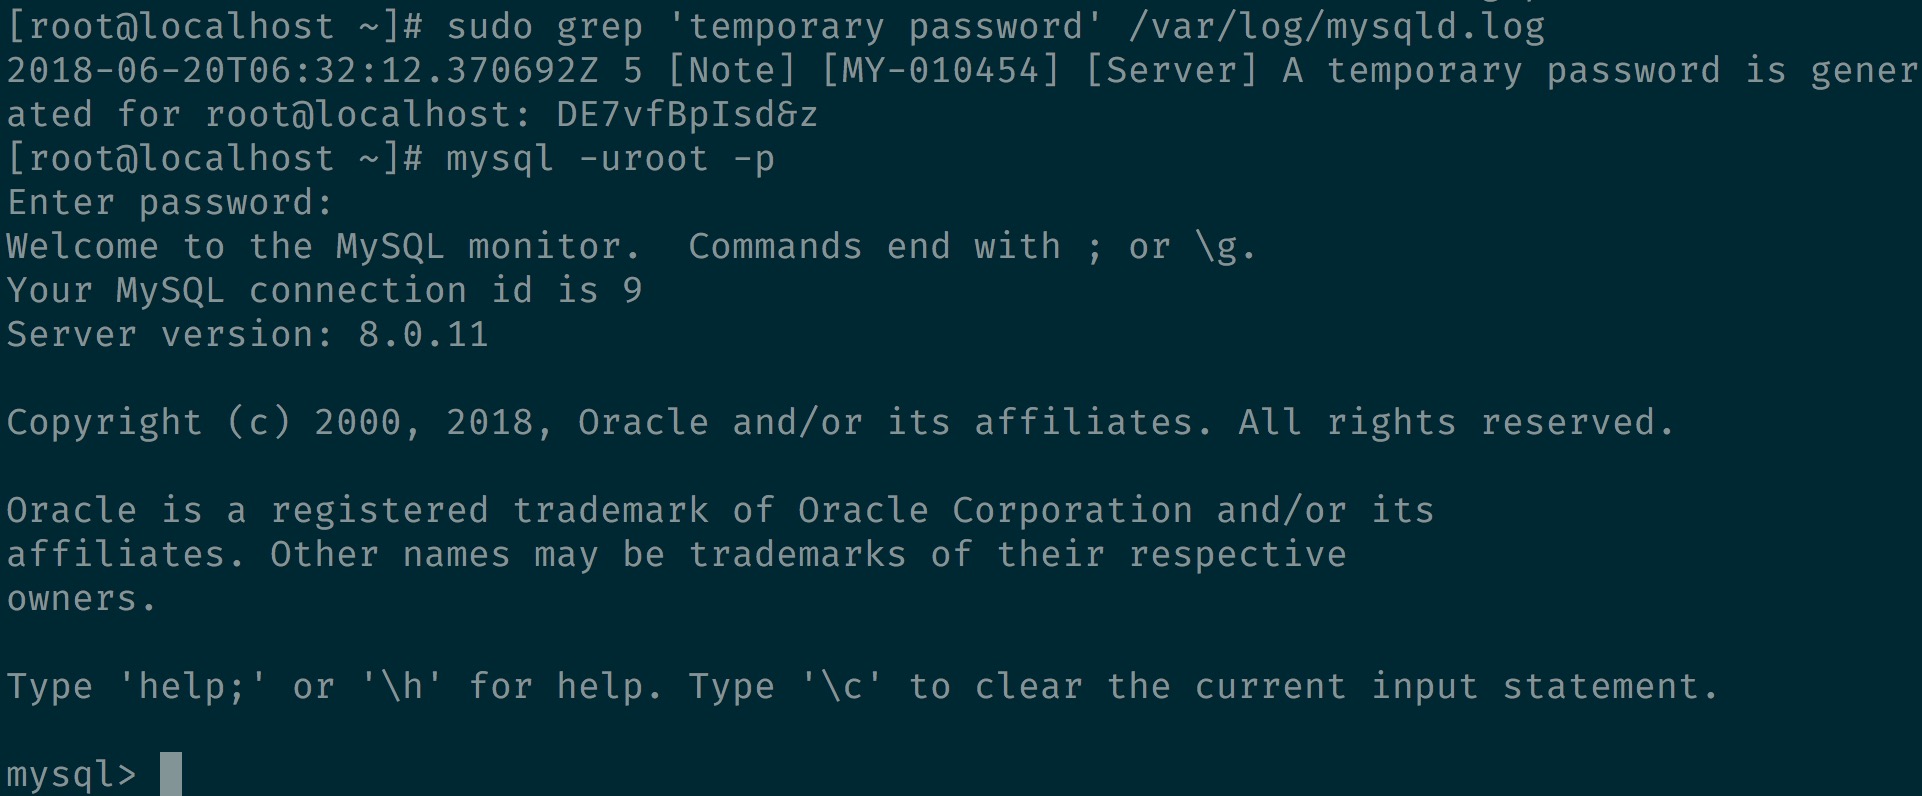 [root@localhost ~]# sudo grep 'temporary password' /var/log/mysqld.log
2018-06-20T06:32:12.370692Z 5 [Note] [MY-010454] [Server] A temporary password is gener
ated for root@localhost: DE7vfBpIsd&z
[root@localhost ~]# mysql -uroot -p
Enter password:
Welcome to the MySQL monitor.  Commands end with ; or \g.
Your MySQL connection id is 9
Server version: 8.0.11

Copyright (c) 2000, 2018, Oracle and/or its affiliates. All rights reserved.

Oracle is a registered trademark of Oracle Corporation and/or its
affiliates. Other names may be trademarks of their respective
owners.

Type 'help;' or '\h' for help. Type '\c' to clear the current input statement.

mysql>